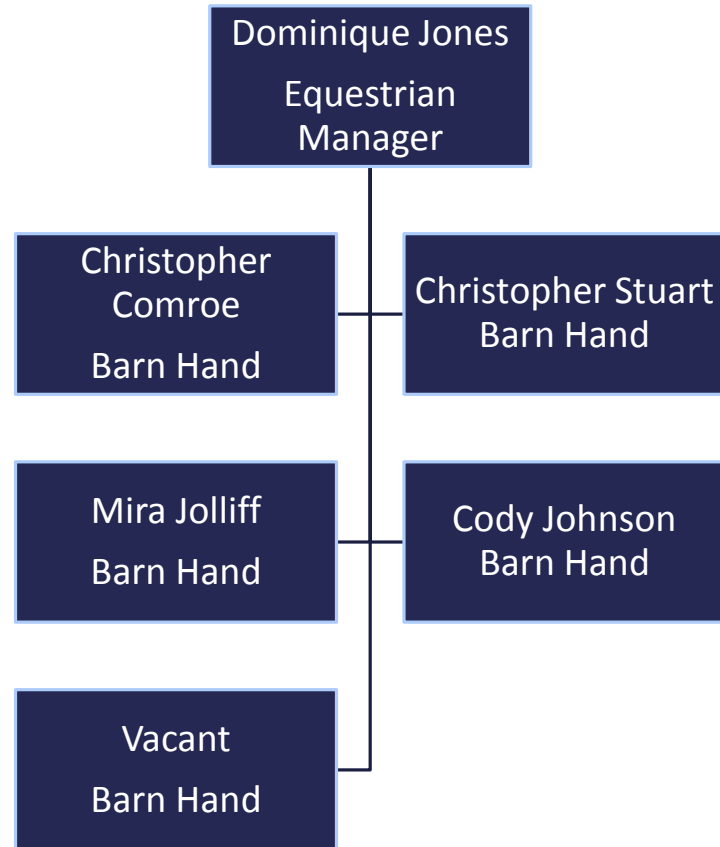 Dominique Jones
Equestrian
Manager
Christopher
Comroe
Barn Hand
Christopher Stuart
Barn Hand
Mira Jolliff
Barn Hand
Cody Johnson
Barn Hand
Vacant
Barn Hand